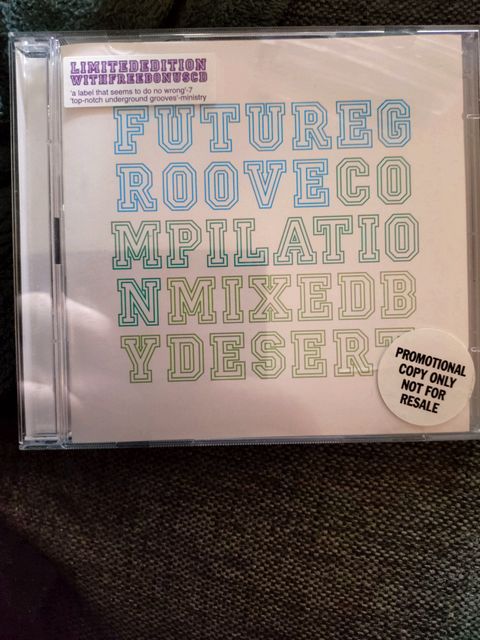 LIMITEDEDITION
WITHFREEBONUSCD
'a label that seems to do no wrong'-7
'top-notch underground grooves'-ministry
FUTUREG
ROOVECO
MPILATIO
NMIXEDB
YDESERT
PROMOTIONAL
COPY ONLY
NOT FOR
RESALE